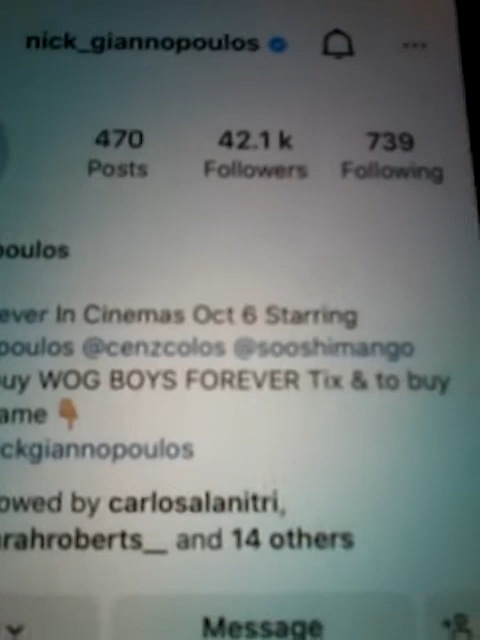 nick_giannopoulos
470 42.1 k 739
Posts Followers Following
poulos
ever In Cinemas Oct 6 Starring
poulos @cenzcolos @sooshimango
buy WOG BOYS FOREVER Tix & to buy
ame 👇
ckgiannopoulos
owed by carlosalanitri,
rahroberts__ and 14 others
Message